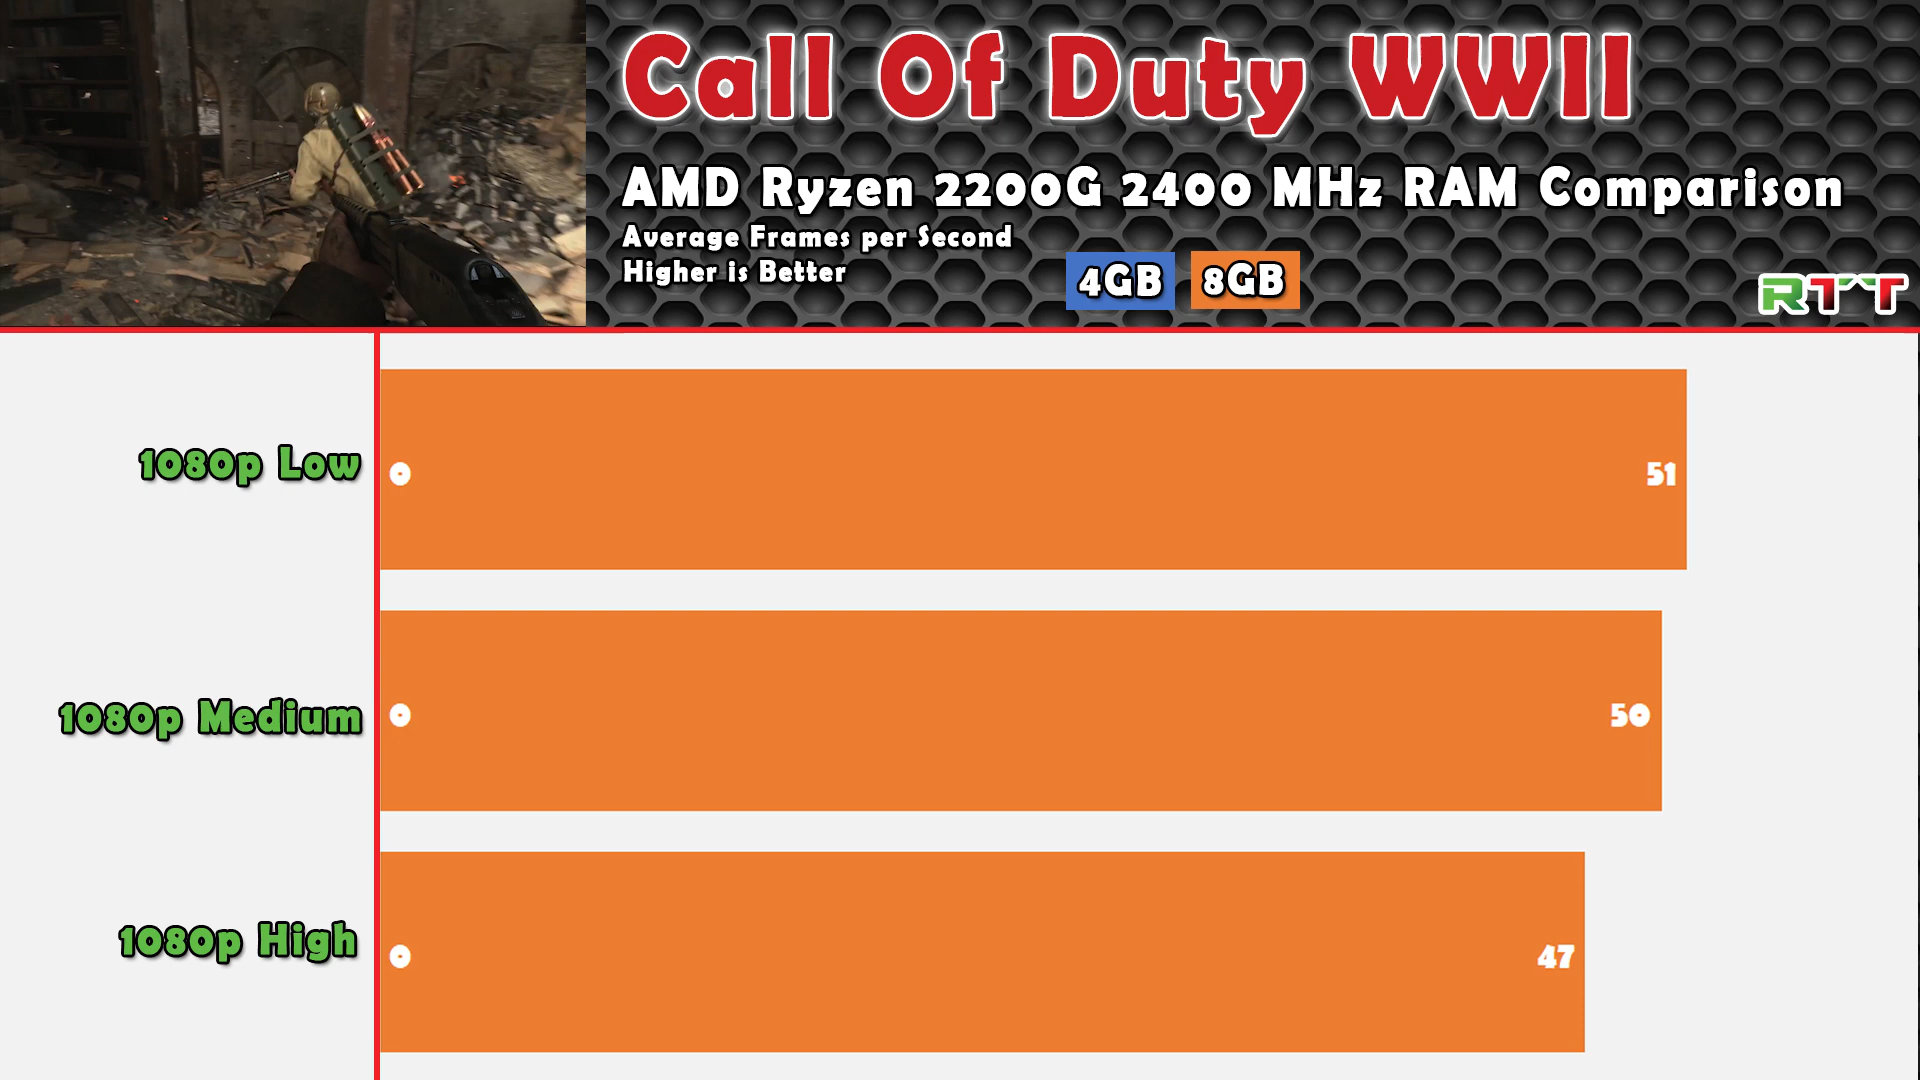 Call Of Duty WWII
AMD Ryzen 2200G 2400 MHz RAM Comparison
Average Frames per Second
Higher is Better
4GB 8GB
RTT
1080p Low
0 51
1080p Medium
0 50
1080p High
0 47